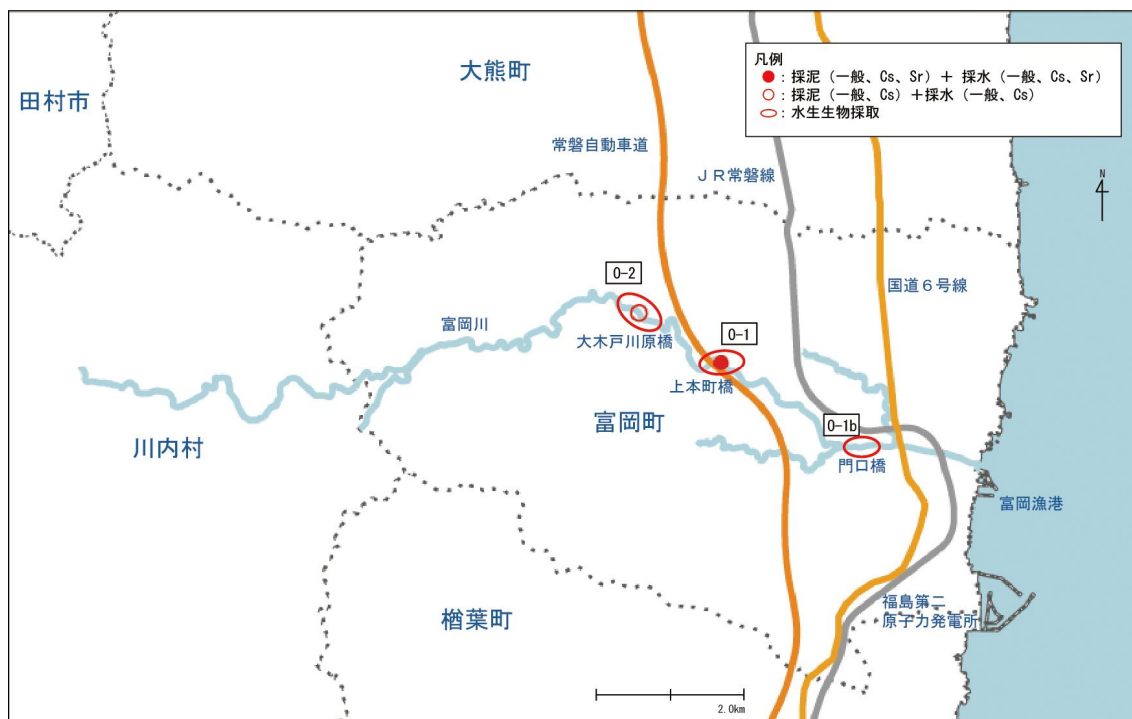 凡例
：採泥（一般、Cs、Sr）＋ 採水（一般、Cs、Sr）
：採泥（一般、Cs）＋採水（一般、Cs）
：水生生物採取
大熊町
田村市
常磐自動車道
ＪＲ常磐線
N
国道６号線
0-2
富岡川
大木戸川原橋
0-1
上本町橋
富岡町
0-1b
門口橋
川内村
富岡漁港
楢葉町
福島第二
原子力発電所
2.0km